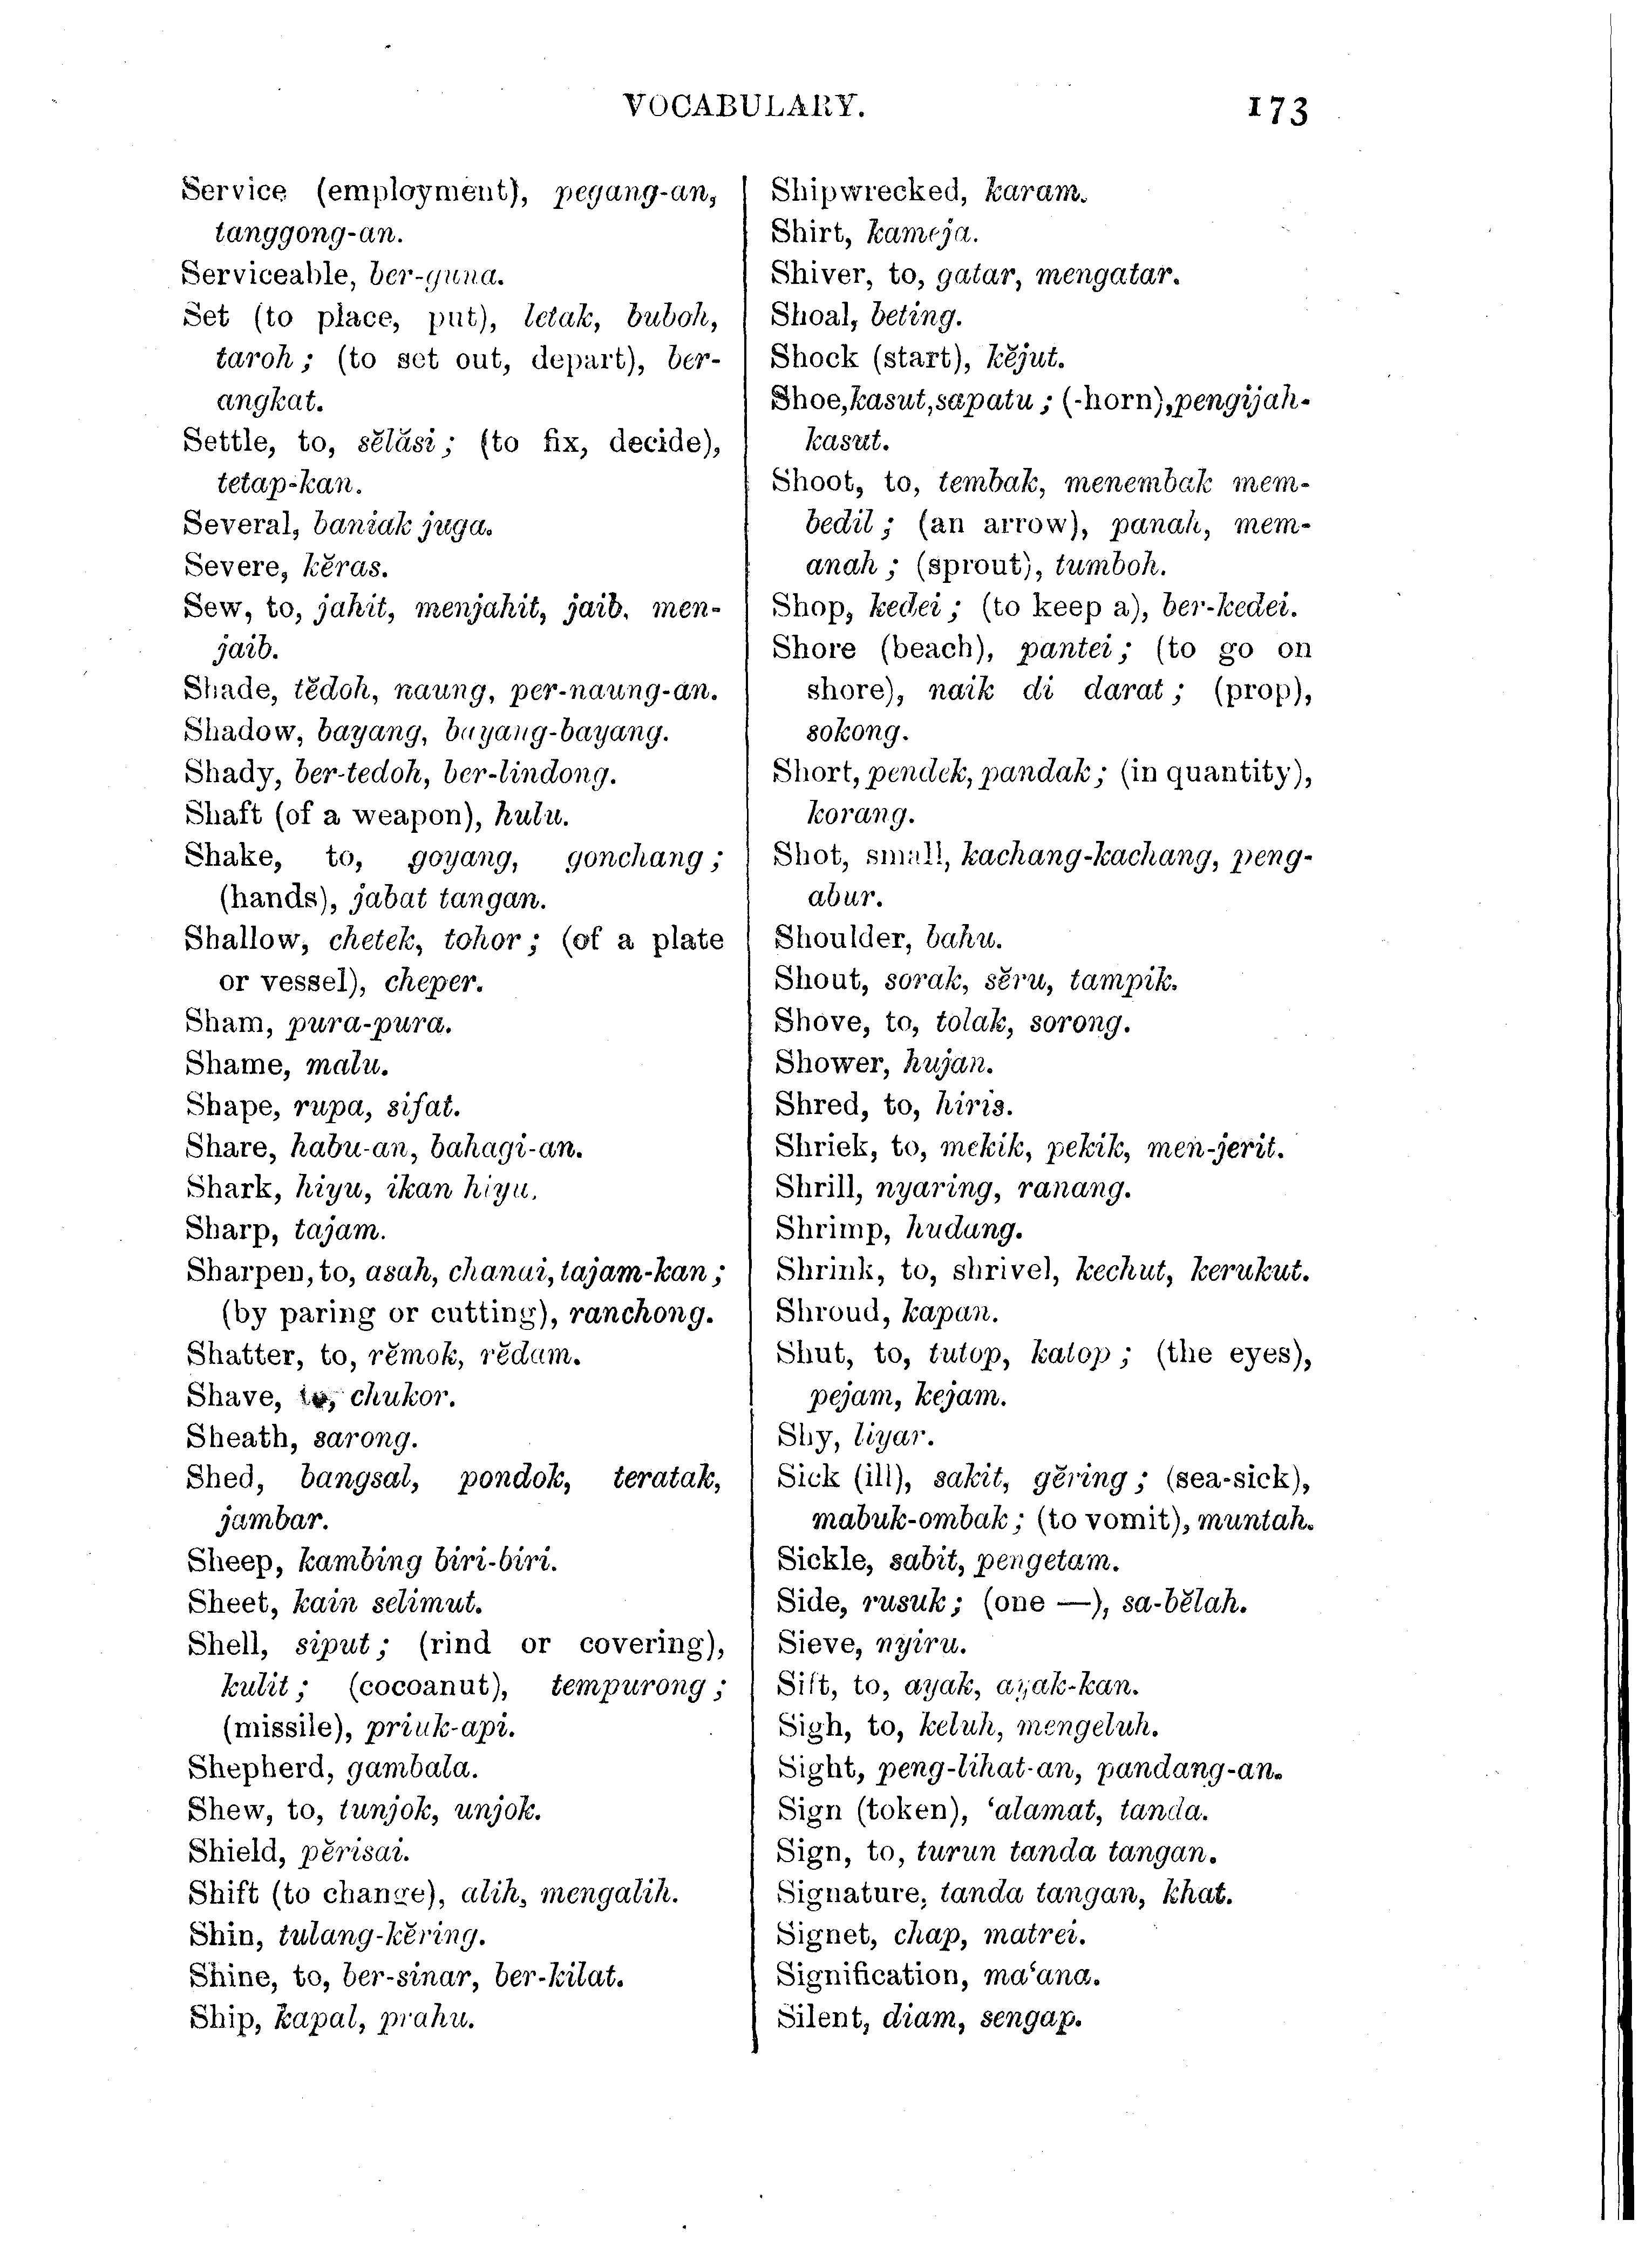 VOCABULARY. 173
Service (employment), pegang-an,
tanggong-an.
Serviceable, ber-guna.
Set (to place, put), letak, buboh,
taroh; (to set out, depart), ber-
angkat.
Settle, to, sĕlăsi; (to fix, decide),
tetap-kan.
Several, baniak juga.
Severe, kĕras.
Sew, to, jahit, menjahit, jaib, men-
jaib.
Shade, tĕdoh, naung, per-naung-an.
Shadow, bayang, bayang-bayang.
Shady, ber-tedoh, ber-lindong.
Shaft (of a weapon), hulu.
Shake, to, goyang, gonchang;
(hands), jabat tangan.
Shallow, chetek, tohor; (of a plate
or vessel), cheper.
Sham, pura-pura.
Shame, malu.
Shape, rupa, sifat.
Share, habu-an, bahagi-an.
Shark, hiyu, ikan hiyu.
Sharp, tajam.
Sharpen, to, asah, chanai, tajam-kan;
(by paring or cutting), ranchong.
Shatter, to, rĕmok, rĕdam.
Shave, to, chukor.
Sheath, sarong.
Shed, bangsal, pondok, teratak,
jambar.
Sheep, kambing biri-biri.
Sheet, kain selimut.
Shell, siput; (rind or covering),
kulit; (cocoanut), tempurong;
(missile), priuk-api.
Shepherd, gambala.
Shew, to, tunjok, unjok.
Shield, pĕrisai.
Shift (to change), alih, mengalih.
Shin, tulang-kĕring.
Shine, to, ber-sinar, ber-kilat.
Ship, kapal, prahu.
Shipwrecked, karam.
Shirt, kameja.
Shiver, to, gatar, mengatar.
Shoal, beting.
Shock (start), kĕjut.
Shoe, kasut, sapatu; (-horn), pengijah-
kasut.
Shoot, to, tembak, menembak mem-
bedil; (an arrow), panah, mem-
anah; (sprout), tumboh.
Shop, kedei; (to keep a), ber-kedei.
Shore (beach), pantei; (to go on
shore), naik di darat; (prop),
sokong.
Short, pendek, pandak; (in quantity),
korang.
Shot, small, kachang-kachang, peng-
abur.
Shoulder, bahu.
Shout, sorak, sĕru, tampik.
Shove, to, tolak, sorong.
Shower, hujan.
Shred, to, hiris.
Shriek, to, mekik, pekik, men-jerit.
Shrill, nyaring, ranang.
Shrimp, hudung.
Shrink, to, shrivel, kechut, kerukut.
Shroud, kapan.
Shut, to, tutop, katop; (the eyes),
pejam, kejam.
Shy, liyar.
Sick (ill), sakit, gĕring; (sea-sick),
mabuk-ombak; (to vomit), muntah.
Sickle, sabit, pengetam.
Side, rusuk; (one —), sa-bĕlah.
Sieve, nyiru.
Sift, to, ayak, ayak-kan.
Sigh, to, keluh, mengeluh.
Sight, peng-lihat-an, pandang-an.
Sign (token), ‘alamat, tanda.
Sign, to, turun tanda tangan.
Signature, tanda tangan, khat.
Signet, chap, matrei.
Signification, ma‘ana.
Silent, diam, sengap.